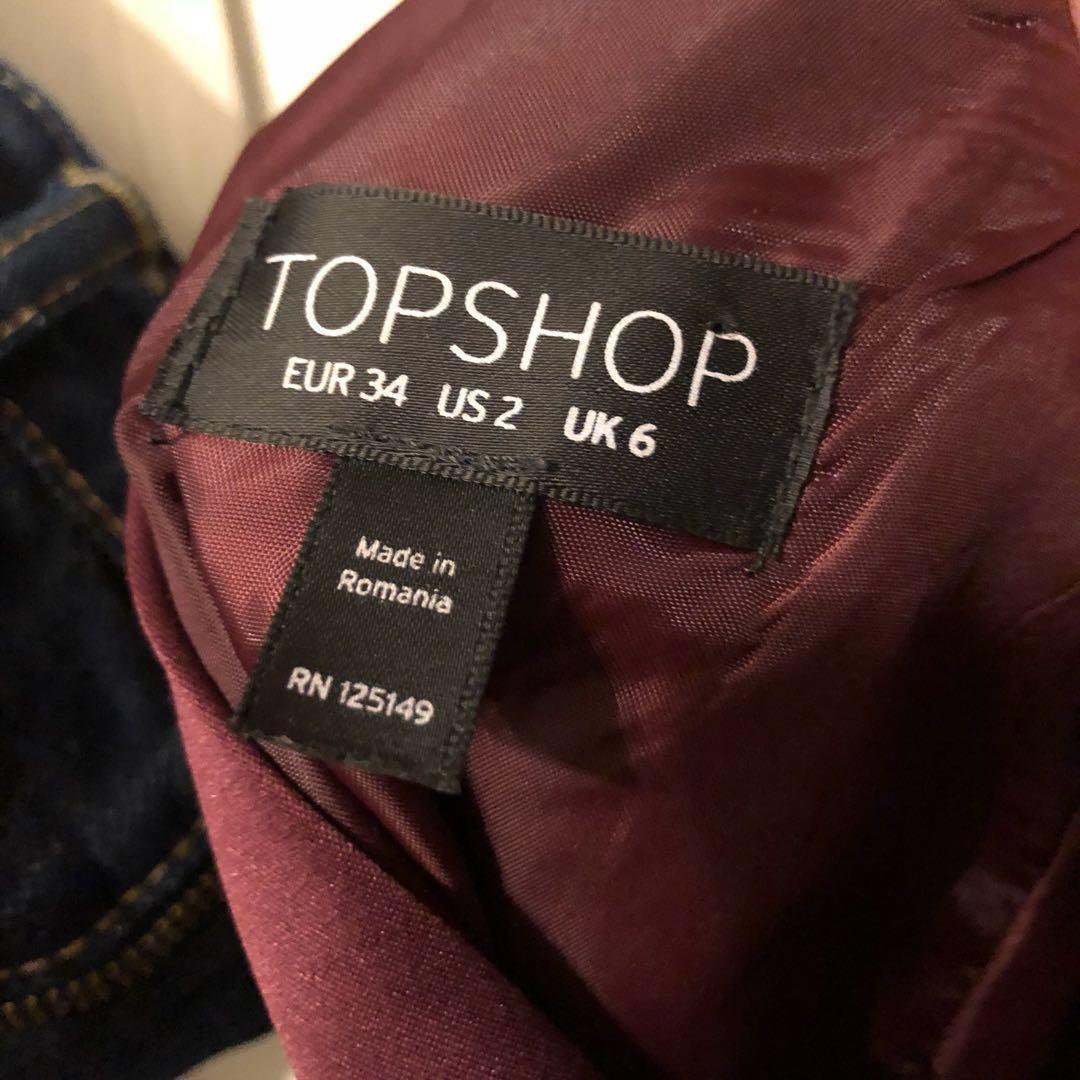 TOPSHOP
EUR 34 US 2 UK 6
Made in
Romania
RN 125149